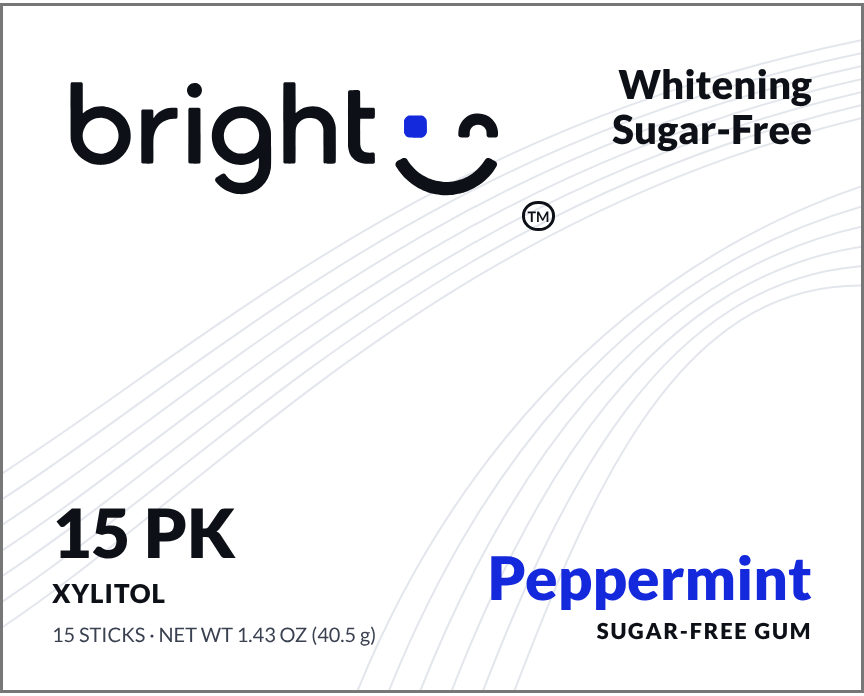 bright
TM
Whitening
Sugar-Free
15 PK
XYLITOL
15 STICKS · NET WT 1.43 OZ (40.5 g)
Peppermint
SUGAR-FREE GUM